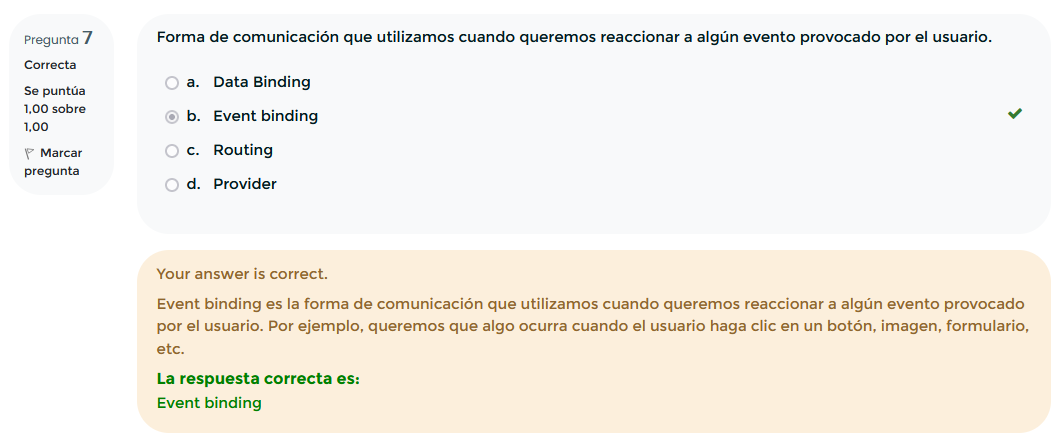 Pregunta 7
Correcta
Se puntúa
1,00 sobre
1,00
Marcar
pregunta
Forma de comunicación que utilizamos cuando queremos reaccionar a algún evento provocado por el usuario.
a. Data Binding
b. Event binding
c. Routing
d. Provider
Your answer is correct.
Event binding es la forma de comunicación que utilizamos cuando queremos reaccionar a algún evento provocado
por el usuario. Por ejemplo, queremos que algo ocurra cuando el usuario haga clic en un botón, imagen, formulario,
etc.
La respuesta correcta es:
Event binding